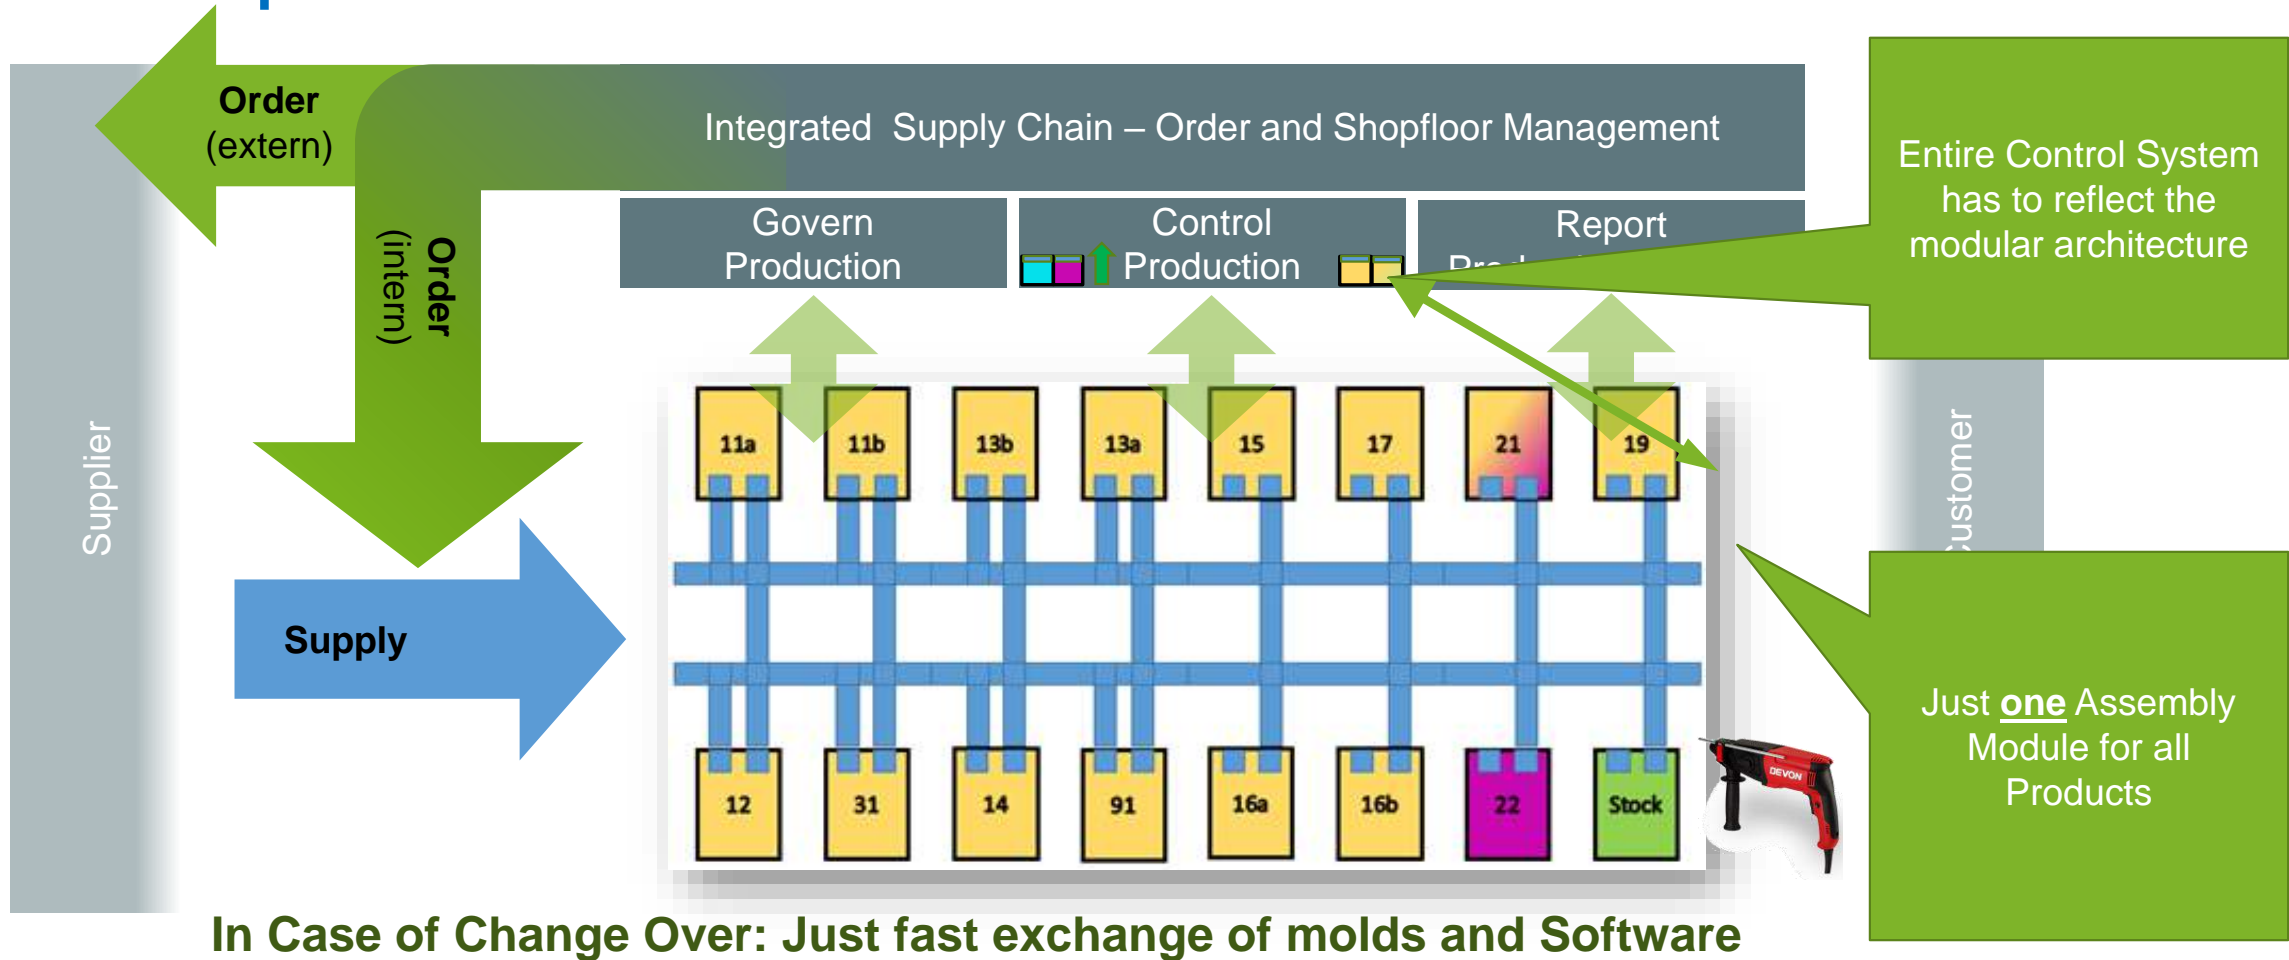 Order
(extern)
Integrated  Supply Chain – Order and Shopfloor Management
Entire Control System
has to reflect the
modular architecture
Govern
Production
Control
Production
Report
Order
(intern)
Supplier
Customer
11a
11b
13b
13a
15
17
21
19
Supply
12
31
14
91
16a
16b
22
Stock
DEVON
Just one Assembly
Module for all
Products
In Case of Change Over: Just fast exchange of molds and Software